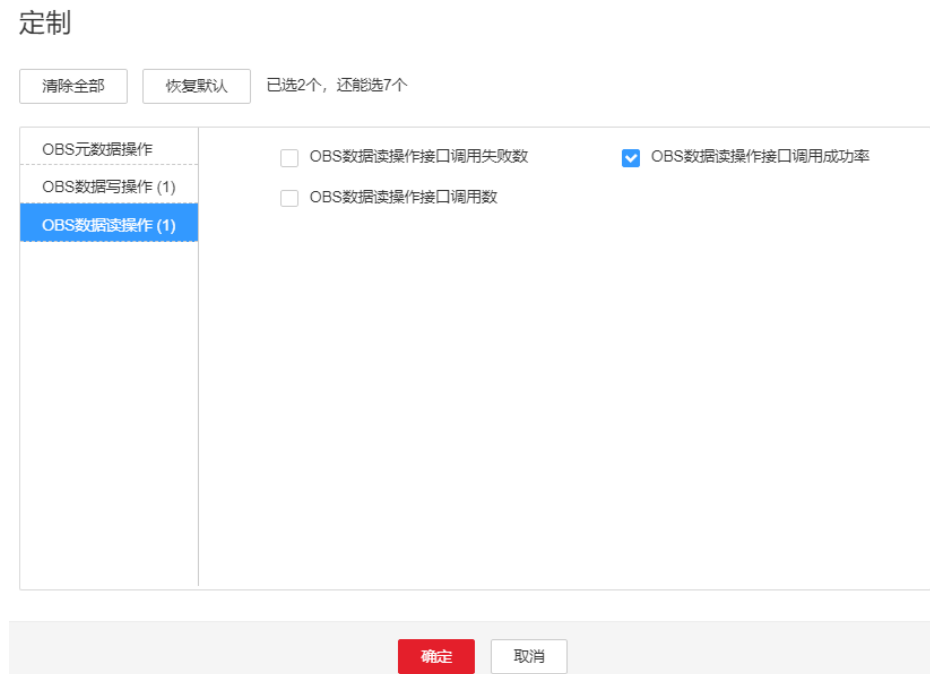 定制
清除全部 恢复默认 已选2个，还能选7个
OBS元数据操作
OBS数据写操作 (1)
OBS数据读操作 (1)
OBS数据读操作接口调用失败数 OBS数据读操作接口调用成功率
OBS数据读操作接口调用数
确定 取消